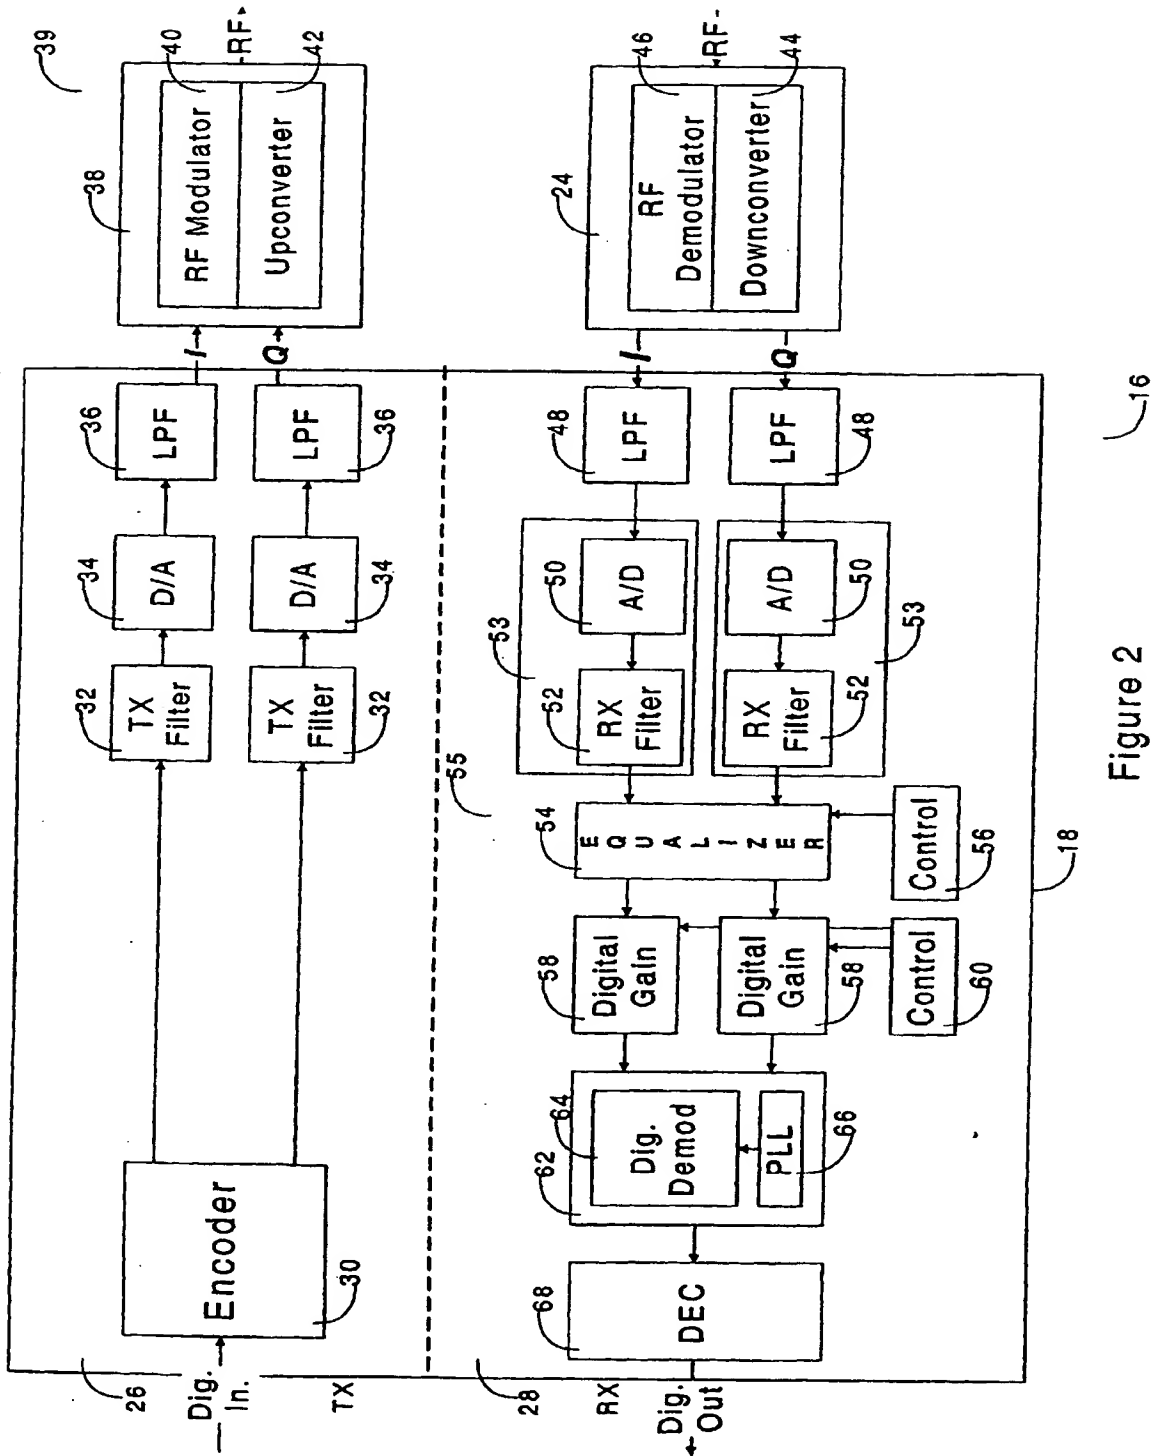 39
26
Dig.
In.
TX
Encoder
30
32
TX
Filter
TX
Filter
32
34
D/A
D/A
34
36
LPF
LPF
36
I
Q
38
40
RF Modulator
Upconverter
42
RF
28
RX
Dig.
Out
68
DEC
62
64
Dig.
Demod
PLL
66
58
Digital
Gain
Digital
Gain
58
Control
60
55
54
EQUALIZER
Control
56
53
52
RX
Filter
RX
Filter
52
50
A/D
A/D
50
53
48
LPF
LPF
48
I
Q
24
46
RF
Demodulator
Downconverter
44
RF
18
16
Figure 2